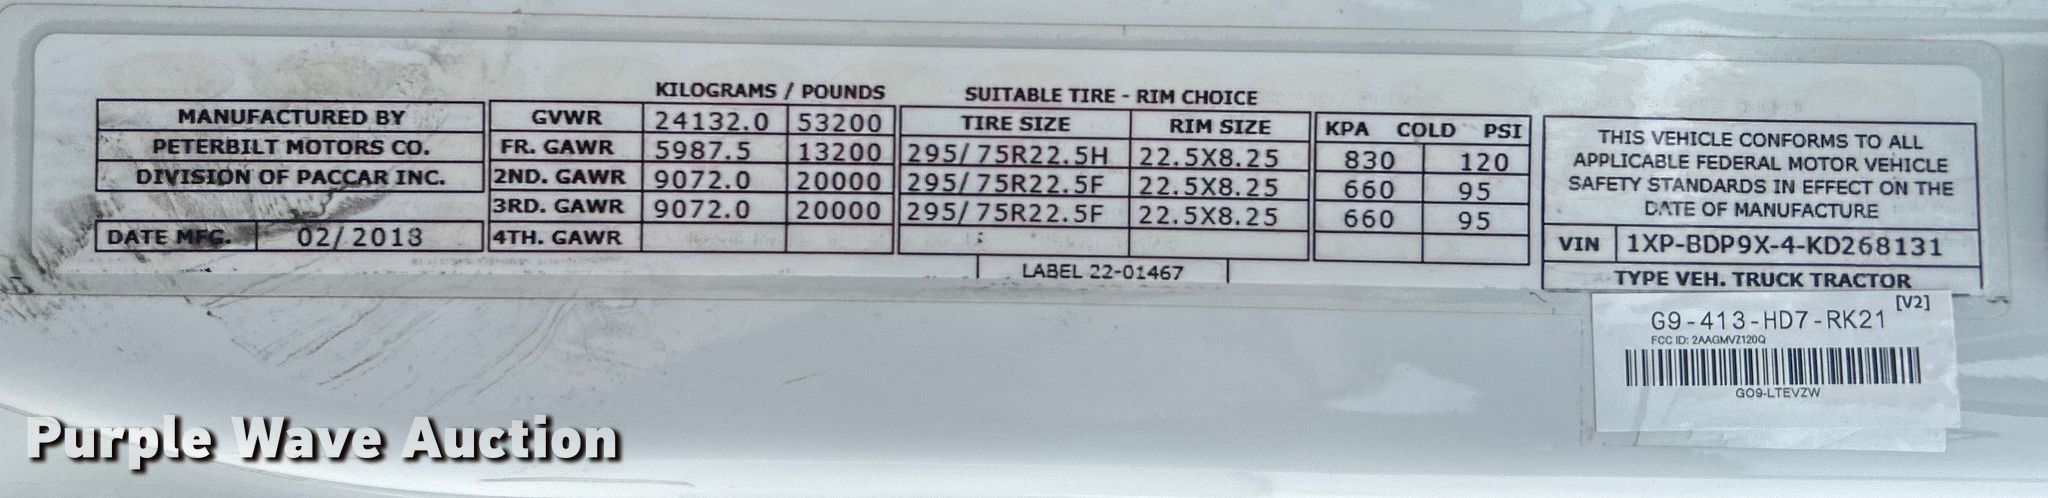 KILOGRAMS / POUNDS SUITABLE TIRE - RIM CHOICE
MANUFACTURED BY
PETERBILT MOTORS CO.
DIVISION OF PACCAR INC.
DATE MFG. 02/2018
GVWR 24132.0 53200 TIRE SIZE RIM SIZE KPA COLD PSI
FR. GAWR 5987.5 13200 295/75R22.5H 22.5X8.25 830 120
2ND. GAWR 9072.0 20000 295/75R22.5F 22.5X8.25 660 95
3RD. GAWR 9072.0 20000 295/75R22.5F 22.5X8.25 660 95
4TH. GAWR
LABEL 22-01467
THIS VEHICLE CONFORMS TO ALL
APPLICABLE FEDERAL MOTOR VEHICLE
SAFETY STANDARDS IN EFFECT ON THE
DATE OF MANUFACTURE
VIN 1XP-BDP9X-4-KD268131
TYPE VEH. TRUCK TRACTOR
[V2]
G9-413-HD7-RK21
FCC ID: 2AAGMVZ120Q
GO9-LTEVZW
Purple Wave Auction